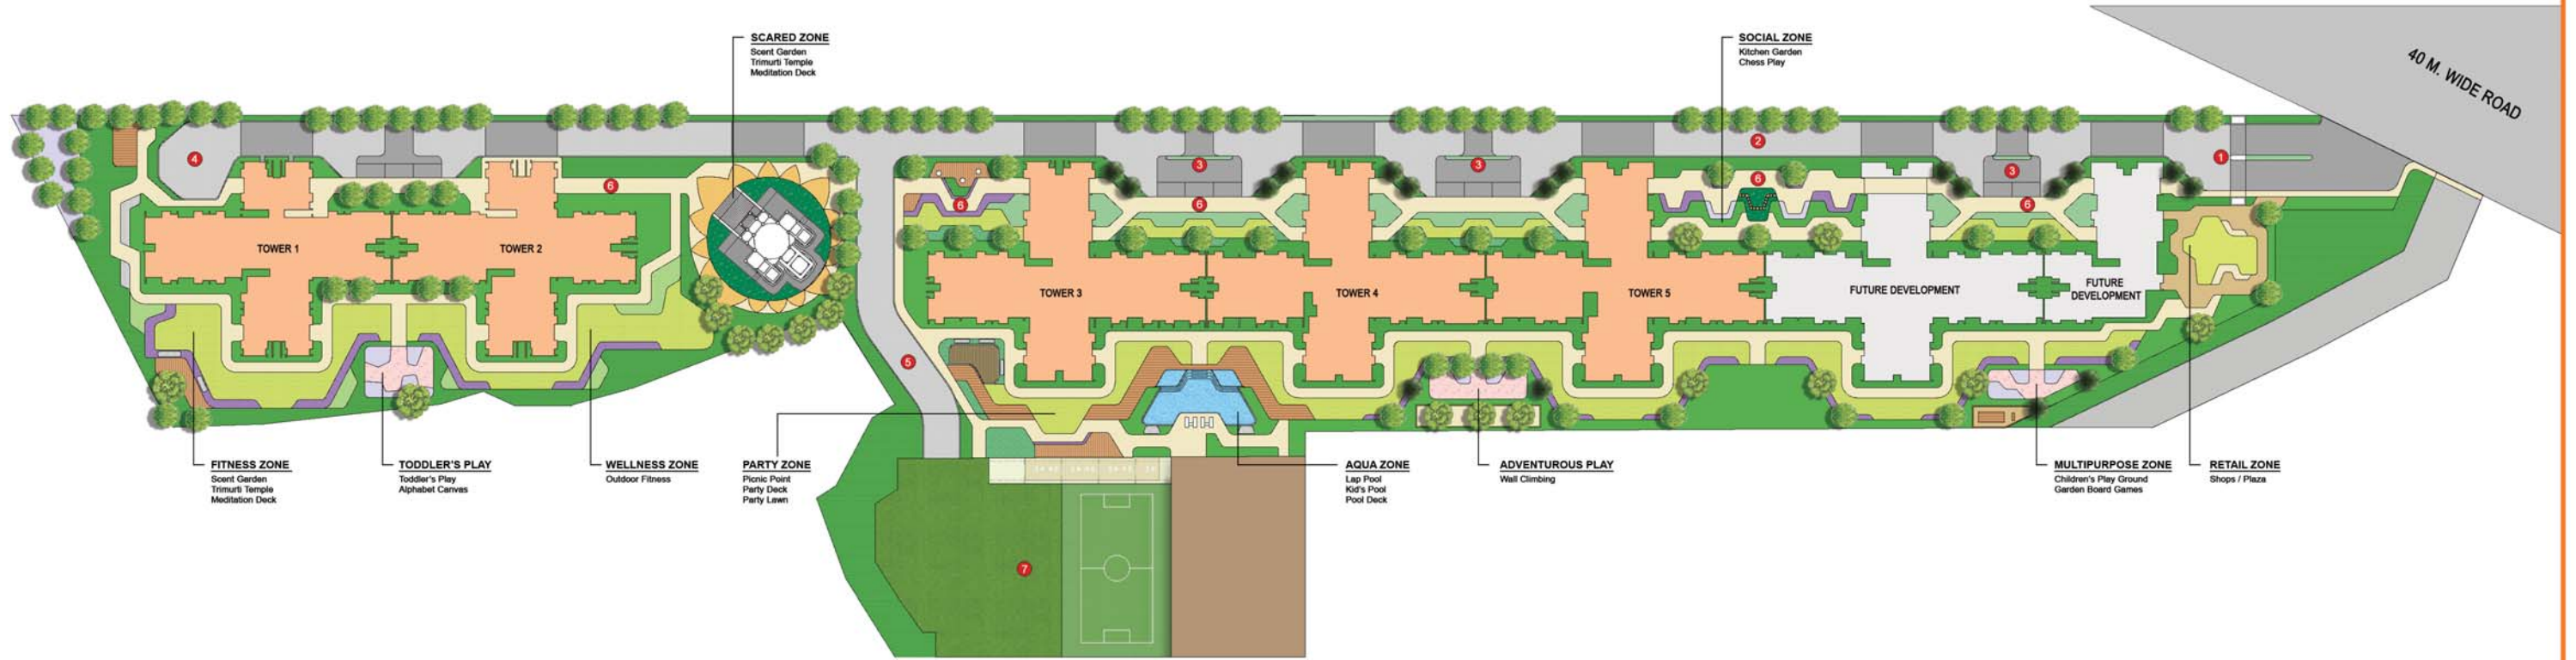 SCARED ZONE
Scent Garden
Trimurti Temple
Meditation Deck
SOCIAL ZONE
Kitchen Garden
Chess Play
40 M. WIDE ROAD
4
6
6
3
6
3
2
6
3
6
1
TOWER 1
TOWER 2
TOWER 3
TOWER 4
TOWER 5
FUTURE DEVELOPMENT
FUTURE
DEVELOPMENT
5
FITNESS ZONE
Scent Garden
Trimurti Temple
Meditation Deck
TODDLER'S PLAY
Toddler's Play
Alphabet Canvas
WELLNESS ZONE
Outdoor Fitness
PARTY ZONE
Picnic Point
Party Deck
Party Lawn
AQUA ZONE
Lap Pool
Kid's Pool
Pool Deck
ADVENTUROUS PLAY
Wall Climbing
MULTIPURPOSE ZONE
Children's Play Ground
Garden Board Games
RETAIL ZONE
Shops / Plaza
7